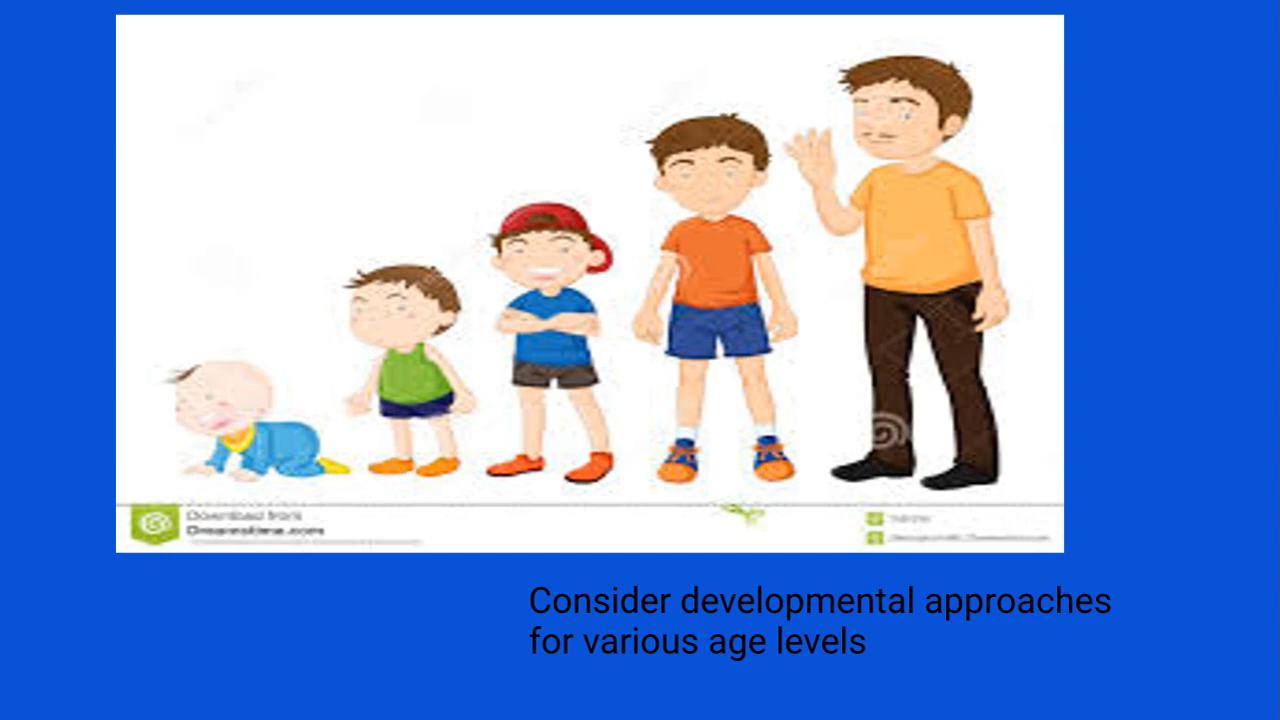 Download from
Dreamstime.com
Consider developmental approaches
for various age levels